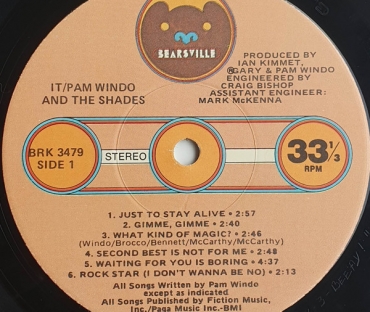 BEARSVILLE
IT/PAM WINDO
AND THE SHADES
PRODUCED BY
IAN KIMMET,
℗GARY & PAM WINDO
ENGINEERED BY
CRAIG BISHOP
ASSISTANT ENGINEER:
MARK McKENNA
BRK 3479
SIDE 1
STEREO
33 1/3
RPM
1. JUST TO STAY ALIVE • 2:57
2. GIMME, GIMME • 2:40
3. WHAT KIND OF MAGIC? • 2:46
(Windo/Brocco/Bennett/McCarthy/McCarthy)
4. SECOND BEST IS NOT FOR ME • 2:48
5. WAITING FOR YOU IS BORING • 4:37
6. ROCK STAR (I DON'T WANNA BE NO) • 2:13
All Songs Written by Pam Windo
except as indicated
All Songs Published by Fiction Music,
Inc./Paga Music Inc.-BMI